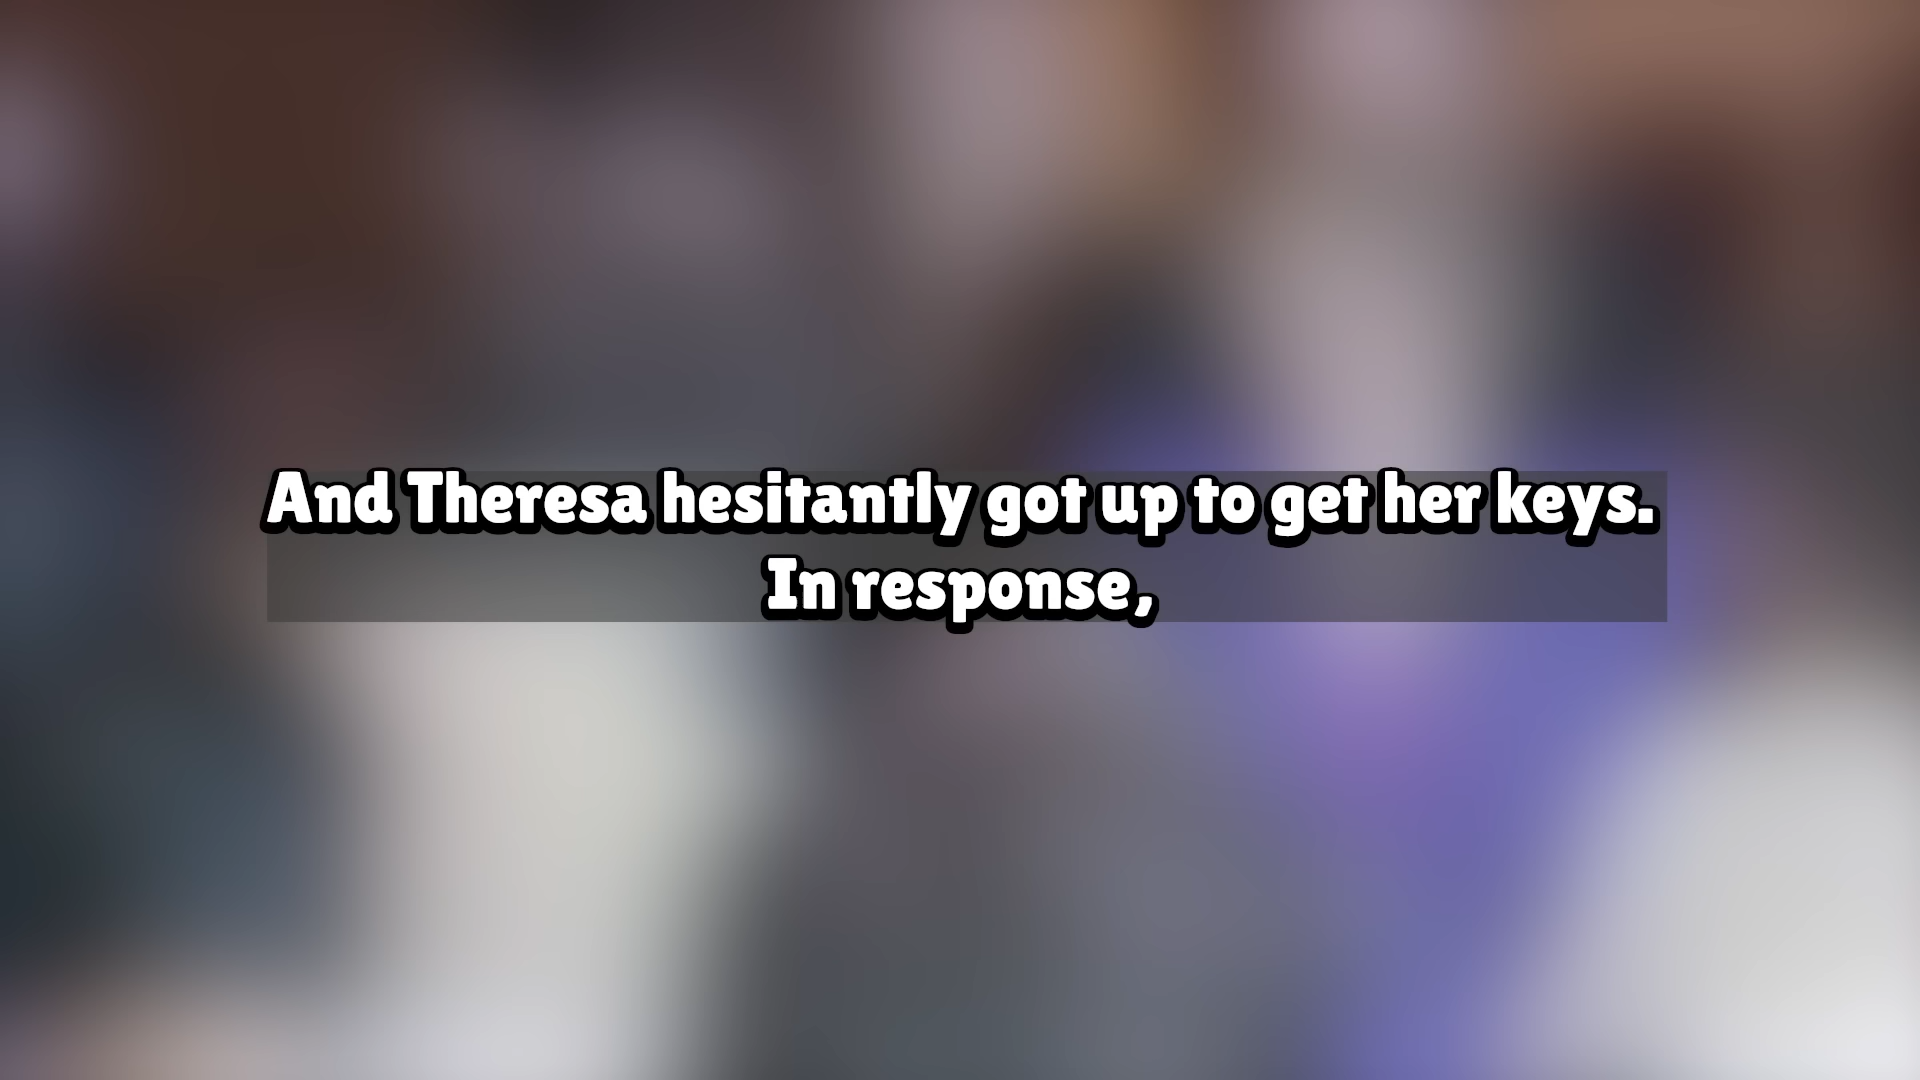 And Theresa hesitantly got up to get her keys.
In response,